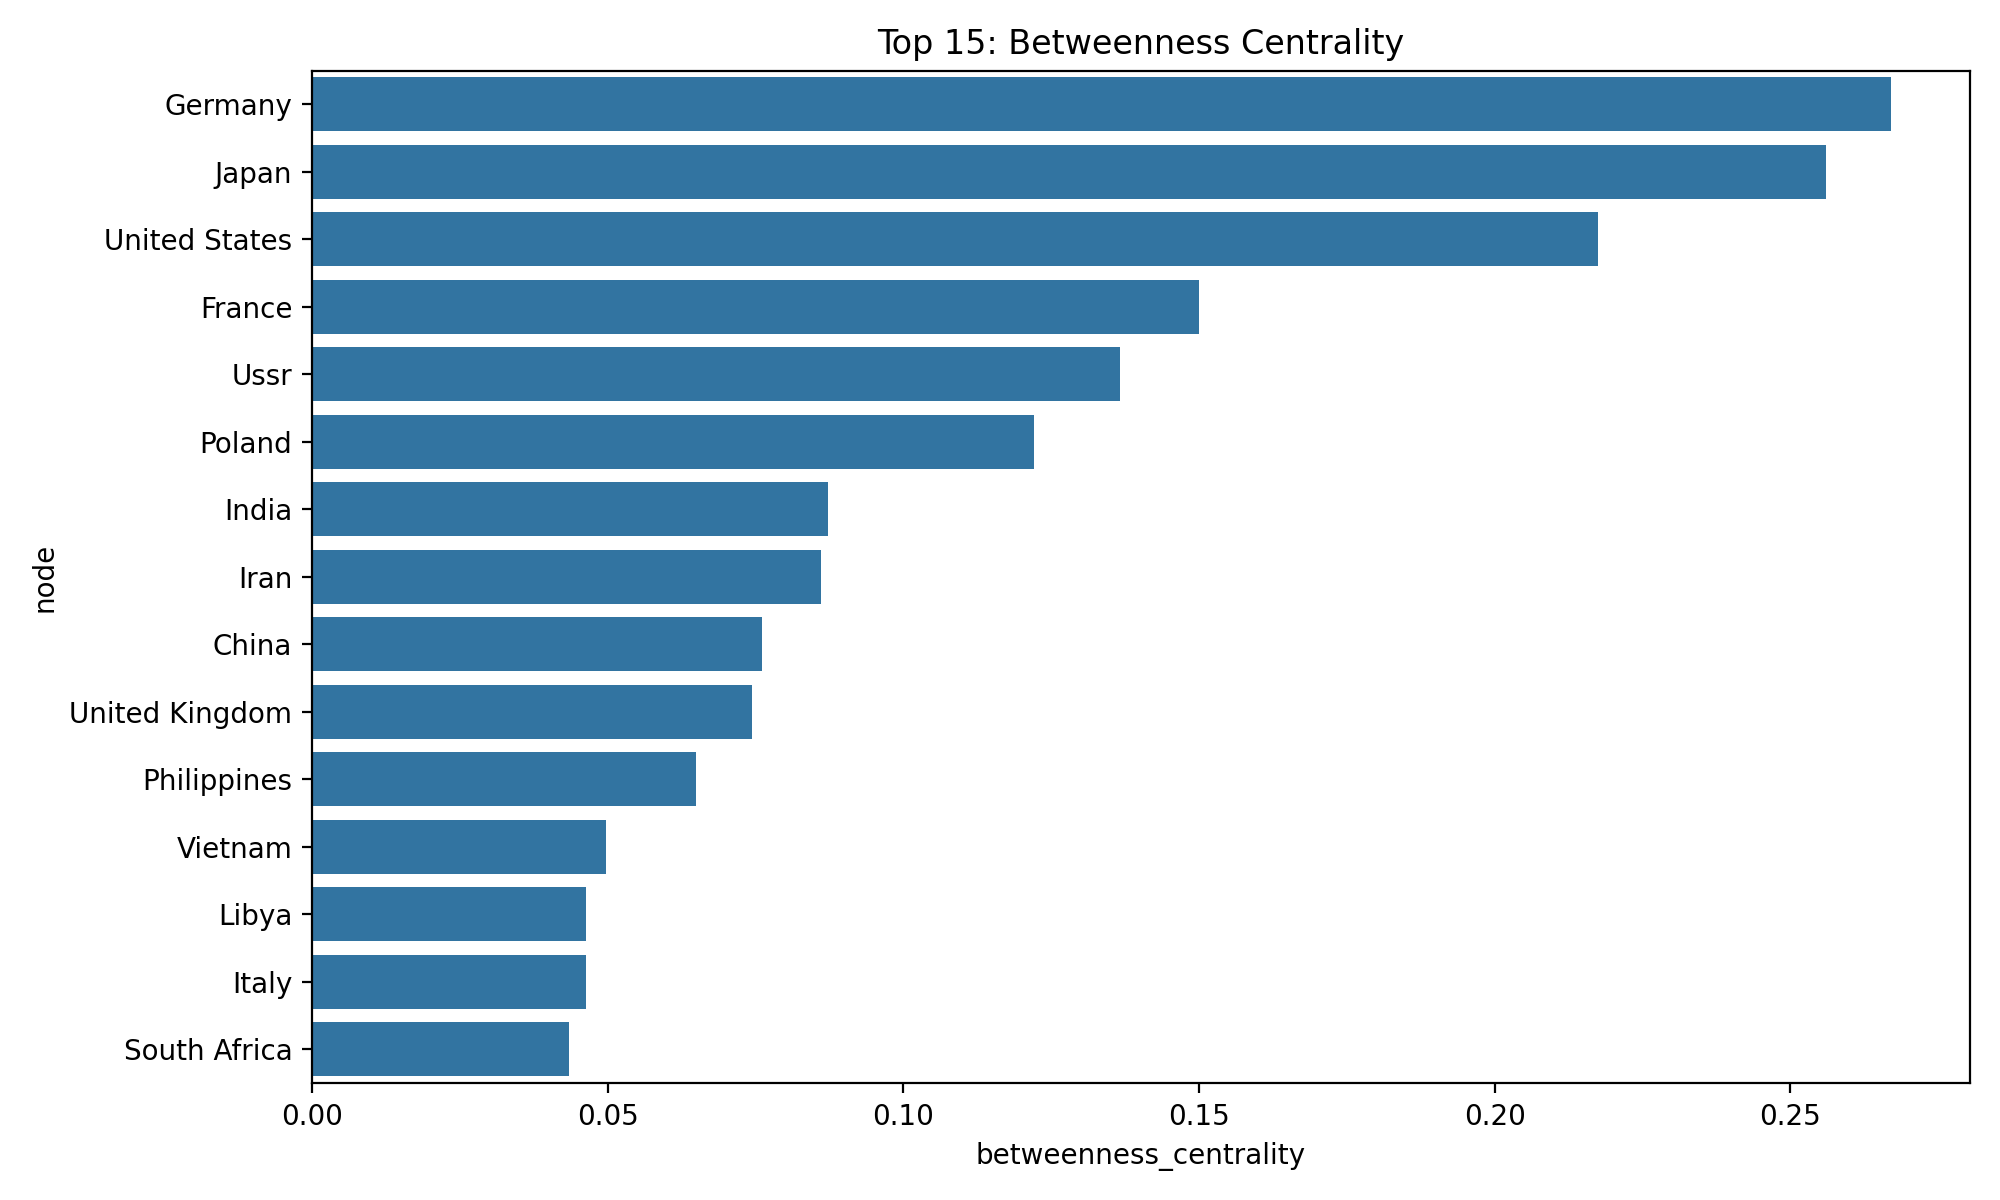 Top 15: Betweenness Centrality
Germany
Japan
United States
France
Ussr
Poland
India
Iran
China
United Kingdom
Philippines
Vietnam
Libya
Italy
South Africa
node
0.00 0.05 0.10 0.15 0.20 0.25
betweenness_centrality